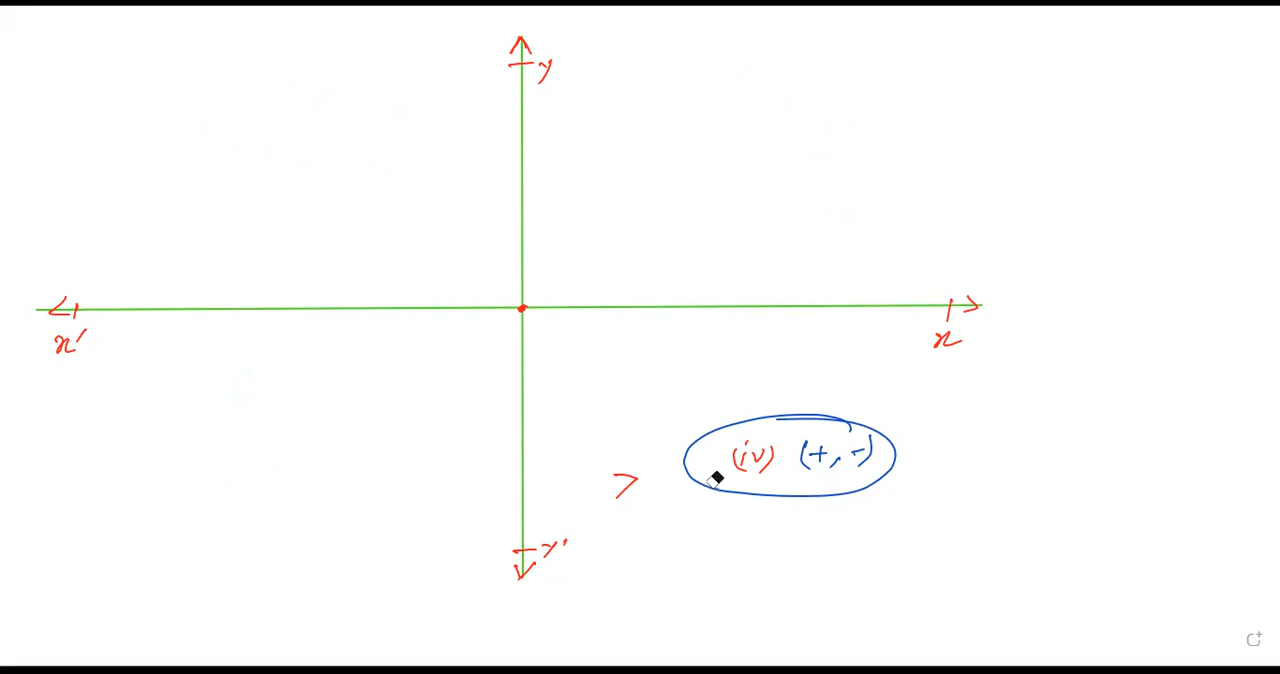 y
x' x
(iv) (+, -)
>
y'